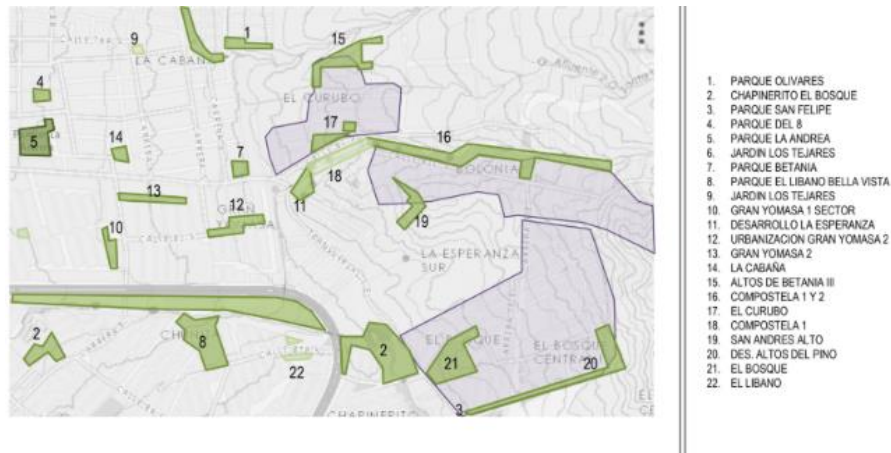 1
15
9
LA CABAÑ
4
EL CURUBO
5
14
17
16
7
18
BOLONIA
11
13
12
19
10
GRAN
LA ESPERANZA
SUR
2
8
2
21
EL BOSQUE
CENTRAL
20
22
3
CHAPINERITO
1. PARQUE OLIVARES
2. CHAPINERITO EL BOSQUE
3. PARQUE SAN FELIPE
4. PARQUE DEL 8
5. PARQUE LA ANDREA
6. JARDIN LOS TEJARES
7. PARQUE BETANIA
8. PARQUE EL LIBANO BELLA VISTA
9. JARDIN LOS TEJARES
10. GRAN YOMASA 1 SECTOR
11. DESARROLLO LA ESPERANZA
12. URBANIZACION GRAN YOMASA 2
13. GRAN YOMASA 2
14. LA CABAÑA
15. ALTOS DE BETANIA III
16. COMPOSTELA 1 Y 2
17. EL CURUBO
18. COMPOSTELA 1
19. SAN ANDRES ALTO
20. DES. ALTOS DEL PINO
21. EL BOSQUE
22. EL LIBANO